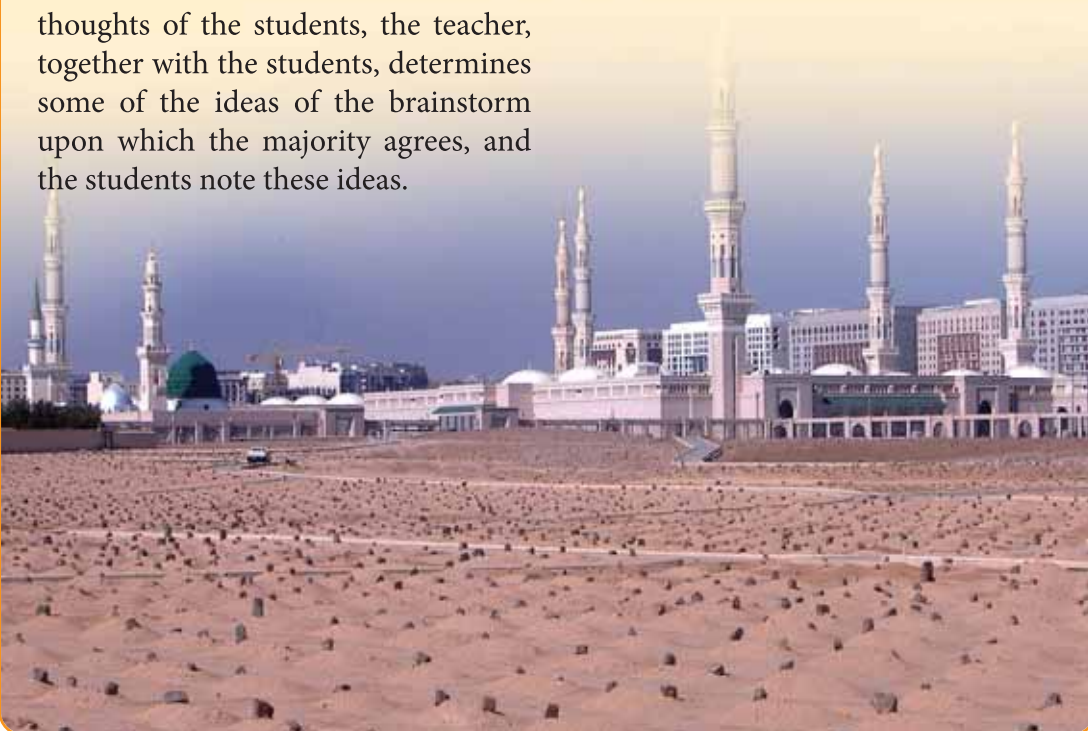 thoughts of the students, the teacher,
together with the students, determines
some of the ideas of the brainstorm
upon which the majority agrees, and
the students note these ideas.